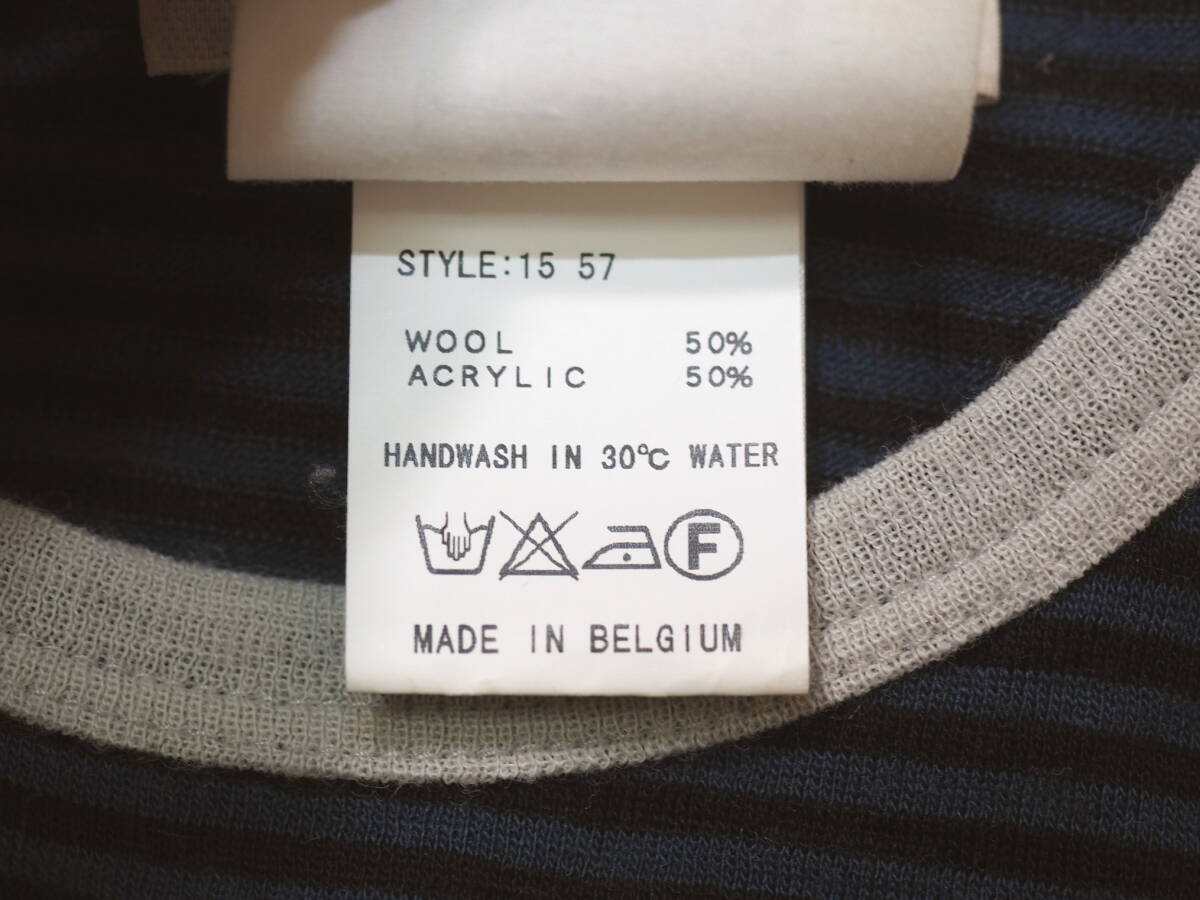 STYLE:15 57
WOOL 50%
ACRYLIC 50%
HANDWASH IN 30℃ WATER
F
MADE IN BELGIUM